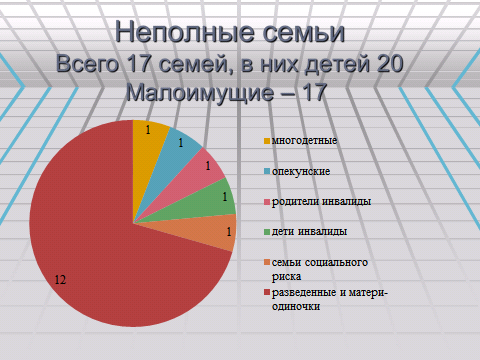 Неполные семьи
Всего 17 семей, в них детей 20
Малоимущие – 17
1
1
1
1
1
12
многодетные
опекунские
родители инвалиды
дети инвалиды
семьи социального
риска
разведенные и матери-
одиночки